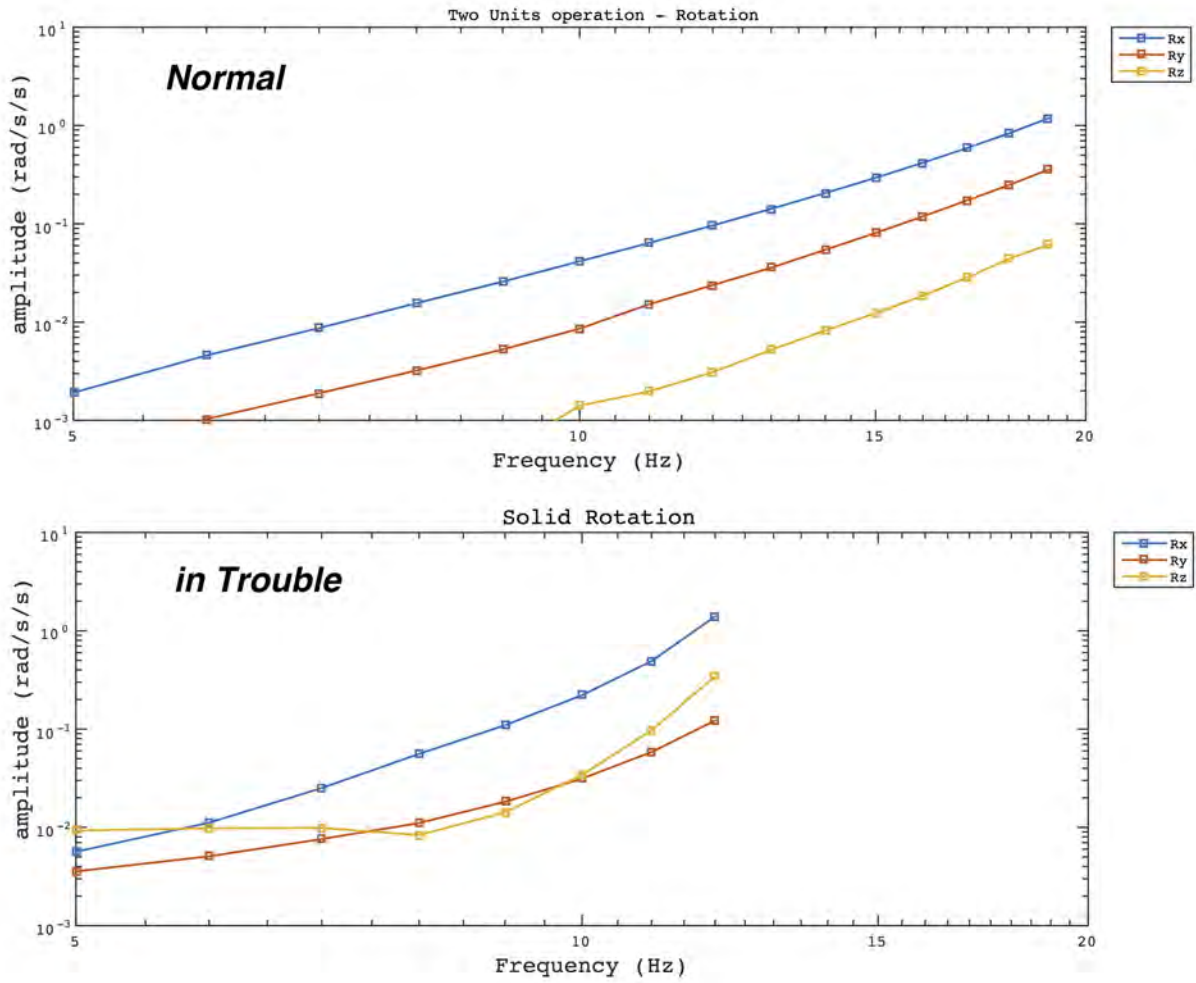 Two Units operation - Rotation
Normal
Rx
Ry
Rz
10^1
10^0
10^-1
10^-2
10^-3
amplitude (rad/s/s)
5
10
15
20
Frequency (Hz)
Solid Rotation
in Trouble
Rx
Ry
Rz
10^1
10^0
10^-1
10^-2
10^-3
amplitude (rad/s/s)
5
10
15
20
Frequency (Hz)